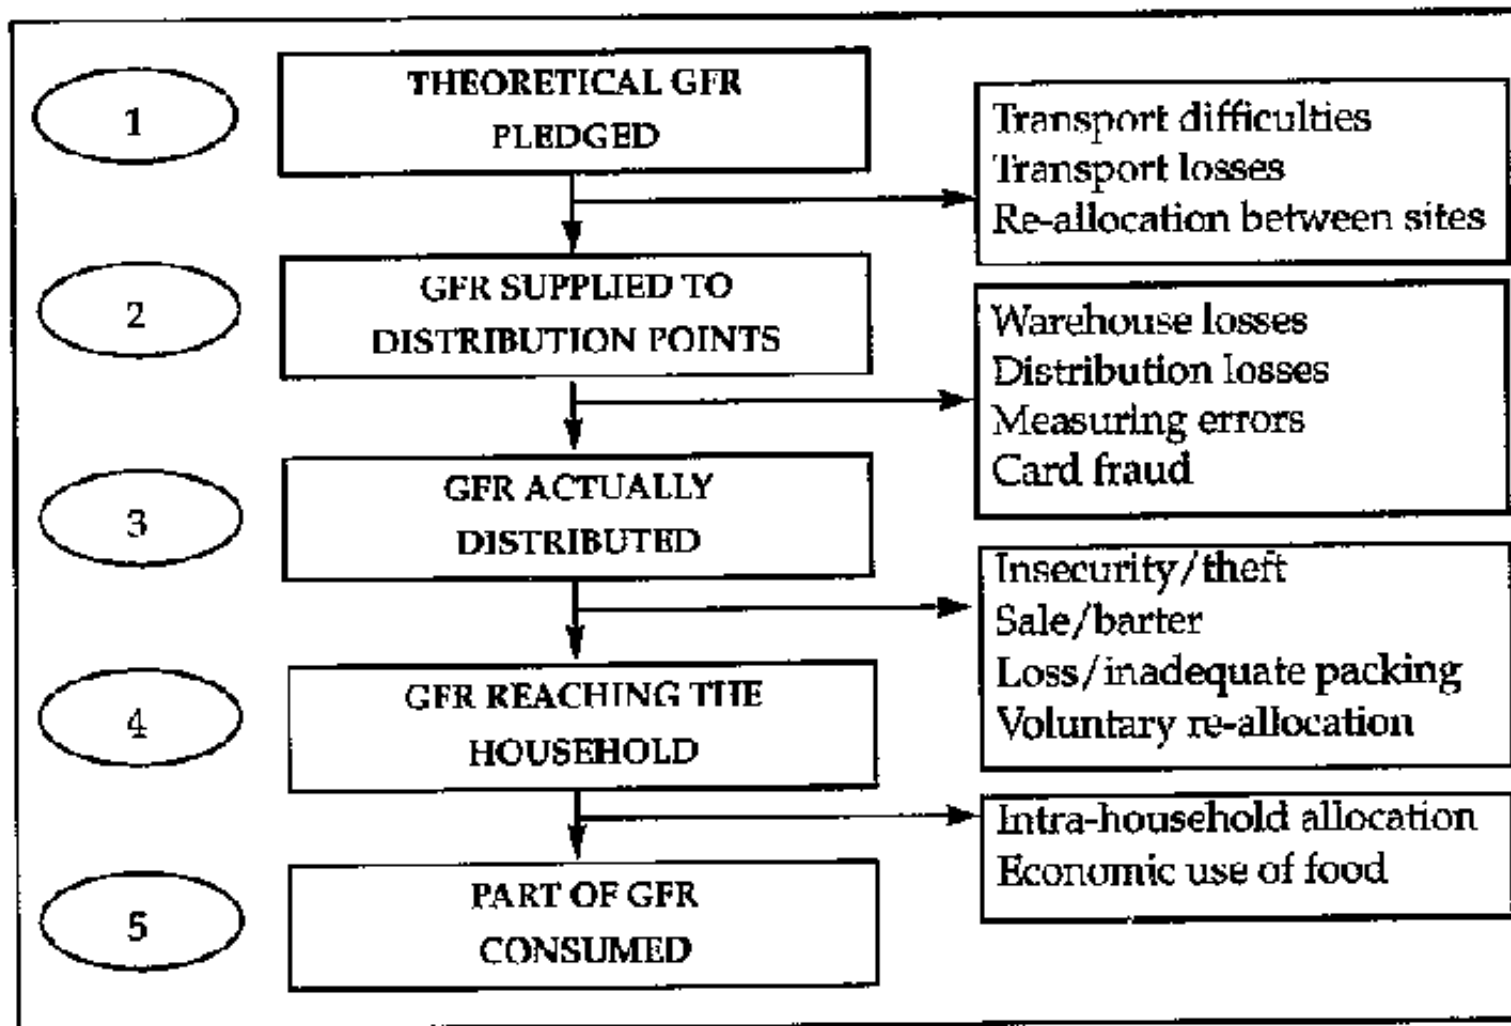 1
THEORETICAL GFR
PLEDGED
Transport difficulties
Transport losses
Re-allocation between sites
2
GFR SUPPLIED TO
DISTRIBUTION POINTS
Warehouse losses
Distribution losses
Measuring errors
Card fraud
3
GFR ACTUALLY
DISTRIBUTED
Insecurity/theft
Sale/barter
Loss/inadequate packing
Voluntary re-allocation
4
GFR REACHING THE
HOUSEHOLD
Intra-household allocation
Economic use of food
5
PART OF GFR
CONSUMED